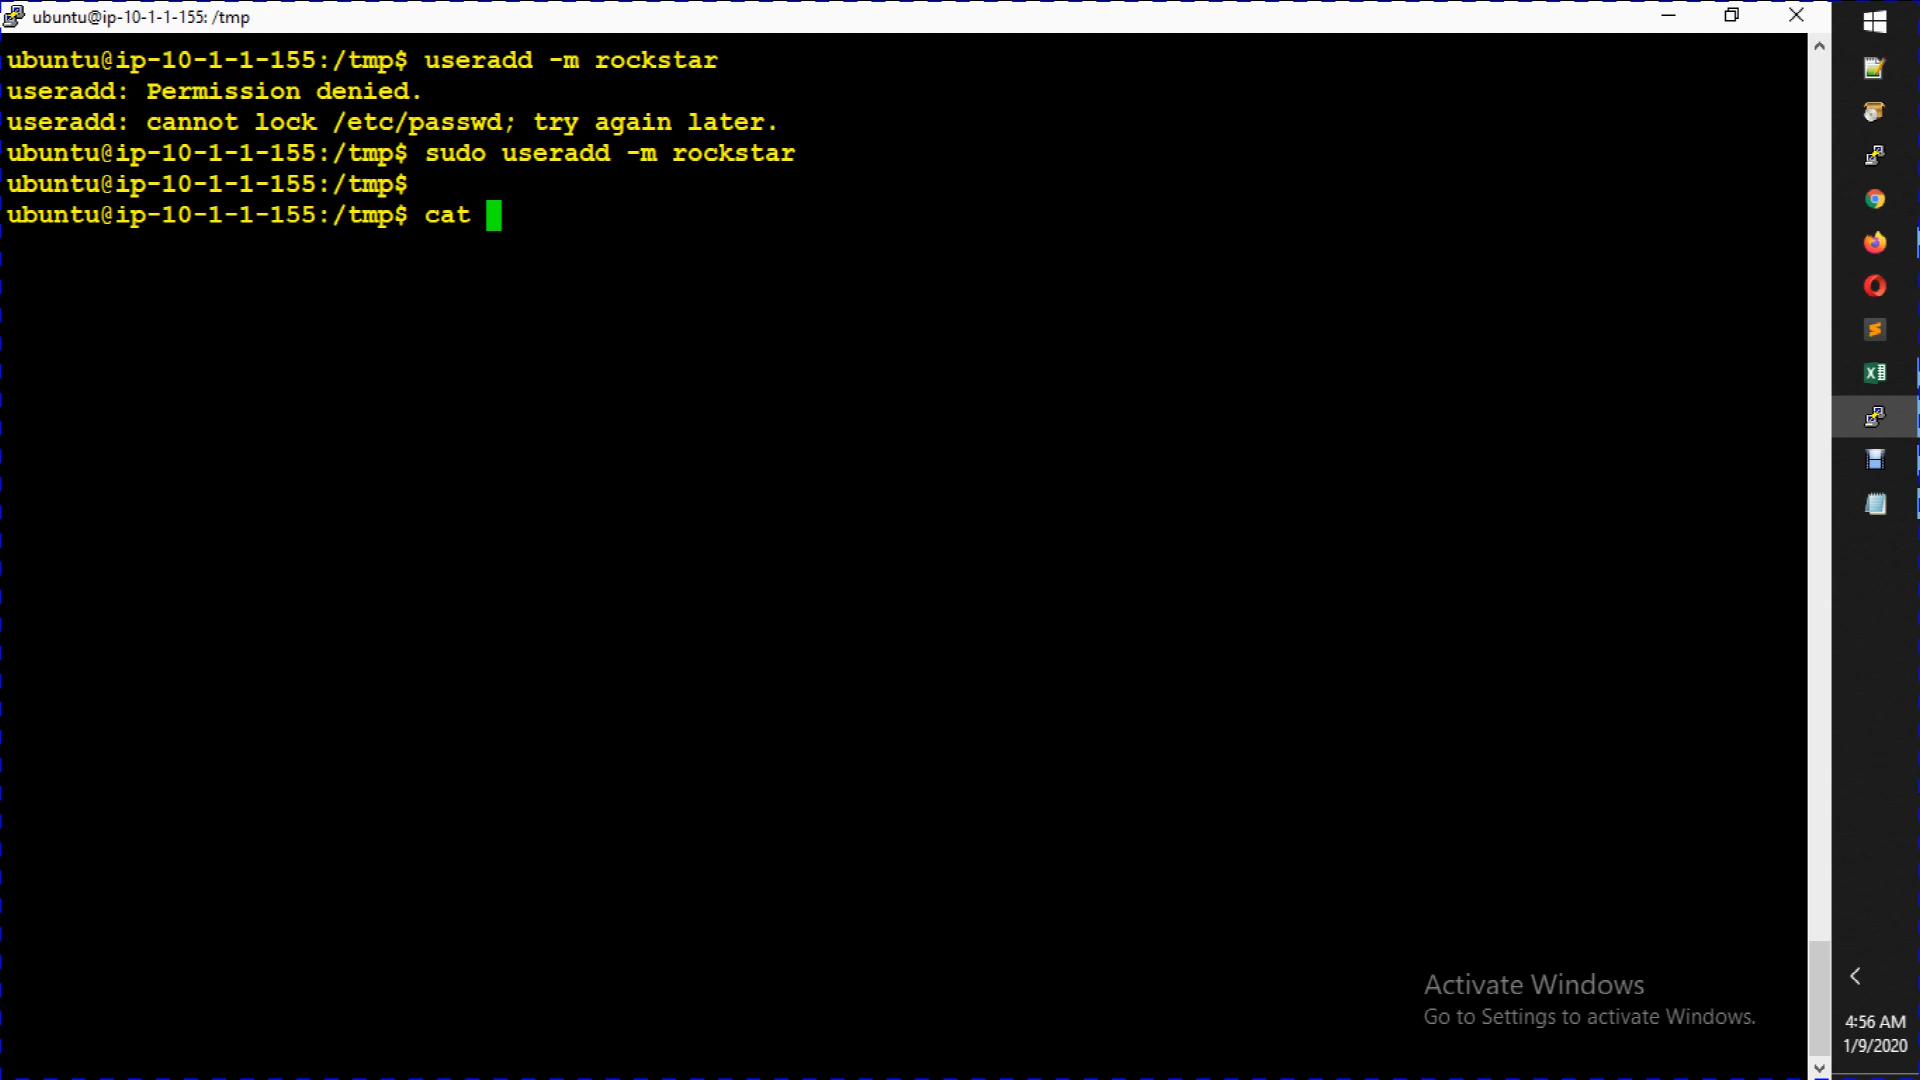 ubuntu@ip-10-1-1-155: /tmp
ubuntu@ip-10-1-1-155:/tmp$ useradd -m rockstar
useradd: Permission denied.
useradd: cannot lock /etc/passwd; try again later.
ubuntu@ip-10-1-1-155:/tmp$ sudo useradd -m rockstar
ubuntu@ip-10-1-1-155:/tmp$
ubuntu@ip-10-1-1-155:/tmp$ cat
Activate Windows
Go to Settings to activate Windows.
4:56 AM
1/9/2020